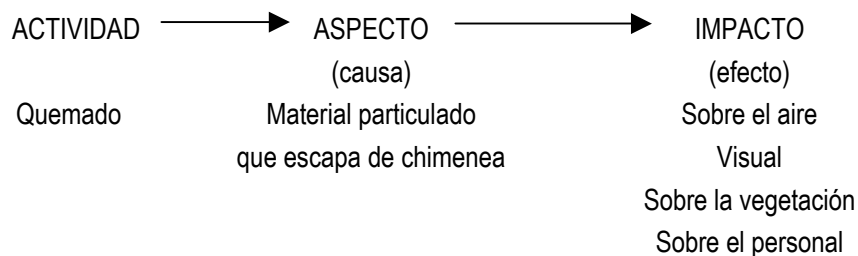 ACTIVIDAD ASPECTO IMPACTO
(causa) (efecto)
Quemado Material particulado Sobre el aire
que escapa de chimenea Visual
Sobre la vegetación
Sobre el personal